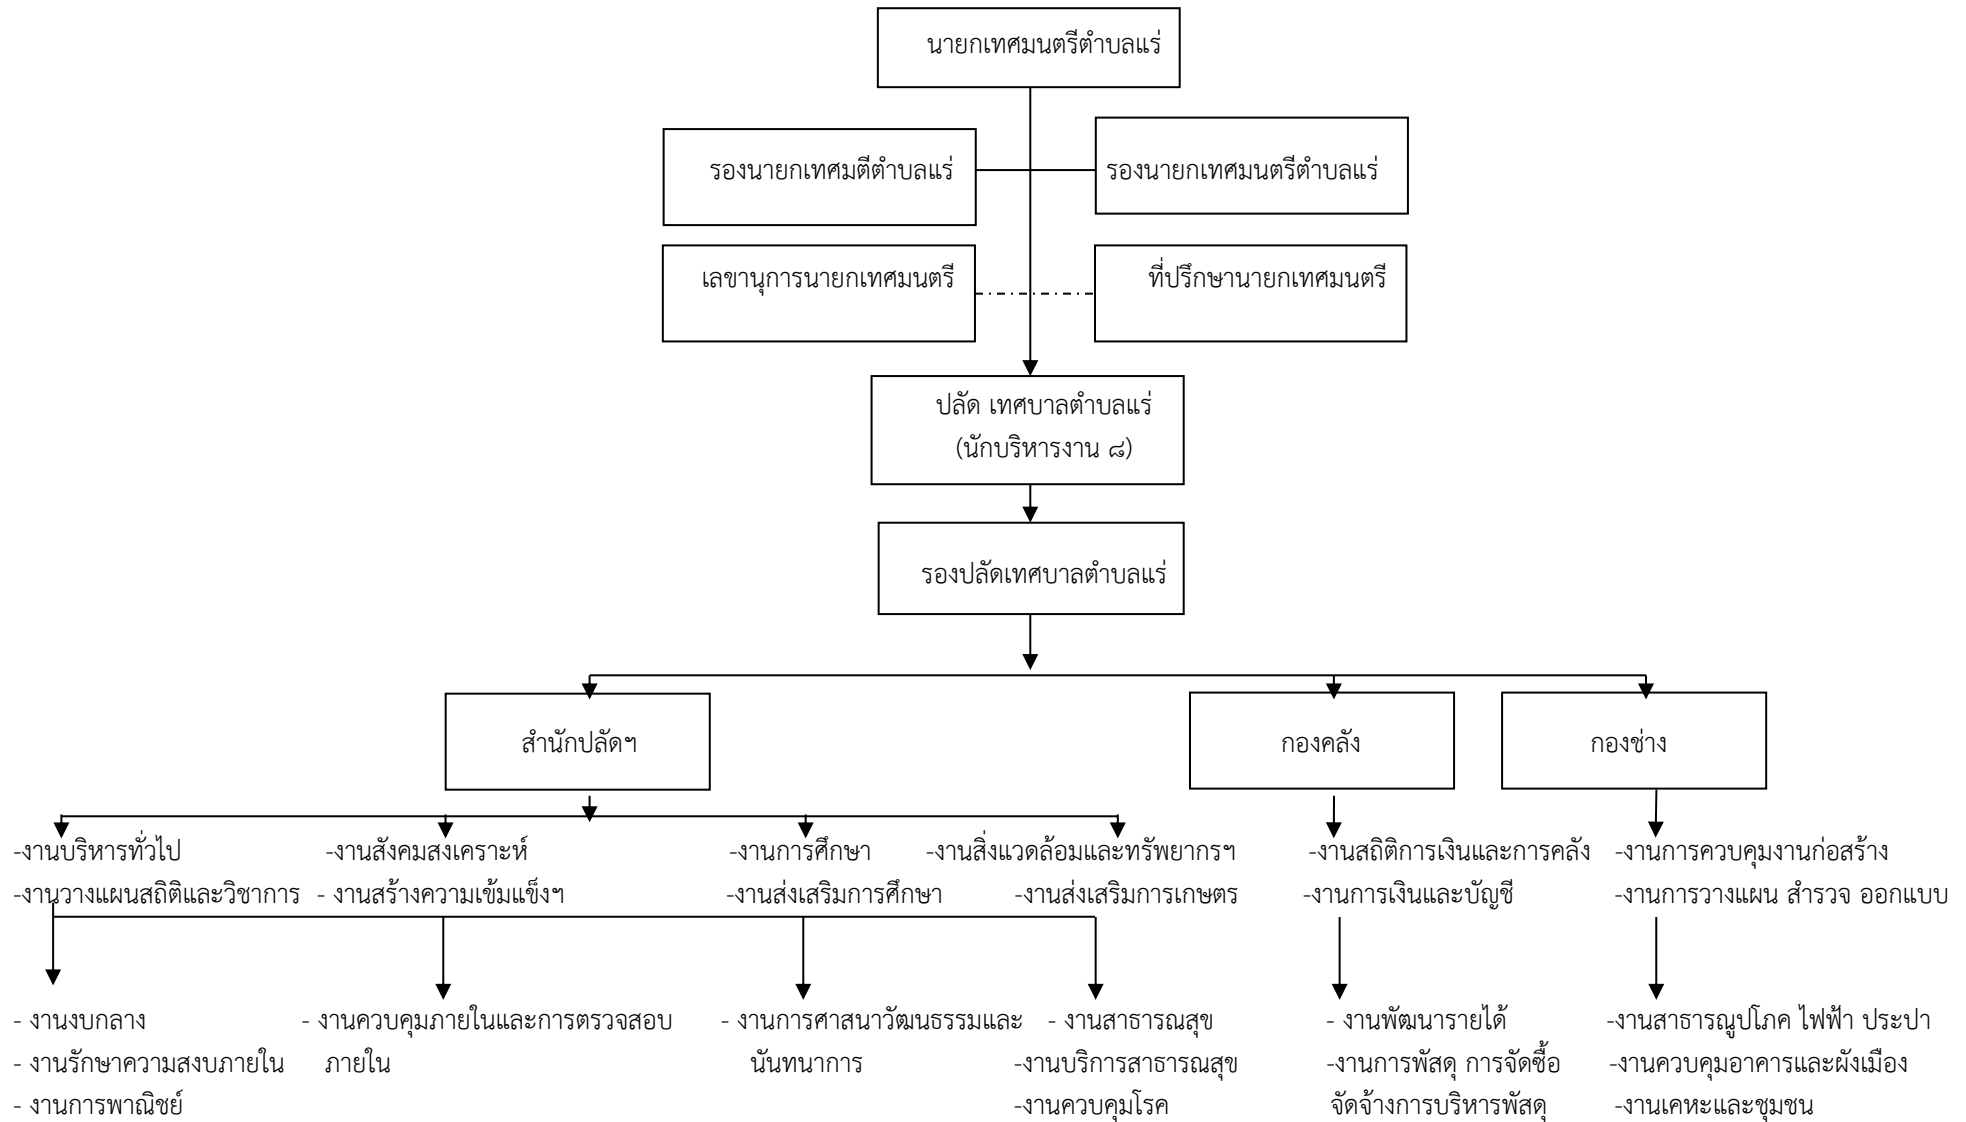 นายกเทศมนตรีตำบลแร่
รองนายกเทศมตีตำบลแร่
รองนายกเทศมนตรีตำบลแร่
เลขานุการนายกเทศมนตรี
ที่ปรึกษานายกเทศมนตรี
ปลัด เทศบาลตำบลแร่
(นักบริหารงาน ๘)
รองปลัดเทศบาลตำบลแร่
สำนักปลัดฯ
กองคลัง
กองช่าง
-งานบริหารทั่วไป
-งานวางแผนสถิติและวิชาการ
-งานสังคมสงเคราะห์
- งานสร้างความเข้มแข็งฯ
-งานการศึกษา
-งานส่งเสริมการศึกษา
-งานสิ่งแวดล้อมและทรัพยากรฯ
-งานส่งเสริมการเกษตร
-งานสถิติการเงินและการคลัง
-งานการเงินและบัญชี
-งานการควบคุมงานก่อสร้าง
-งานการวางแผน สำรวจ ออกแบบ
- งานงบกลาง
- งานรักษาความสงบภายใน
- งานการพาณิชย์
- งานควบคุมภายในและการตรวจสอบ
ภายใน
- งานการศาสนาวัฒนธรรมและ
นันทนาการ
- งานสาธารณสุข
-งานบริการสาธารณสุข
-งานควบคุมโรค
- งานพัฒนารายได้
-งานการพัสดุ การจัดซื้อ
จัดจ้างการบริหารพัสดุ
-งานสาธารณูปโภค ไฟฟ้า ประปา
-งานควบคุมอาคารและผังเมือง
-งานเคหะและชุมชน